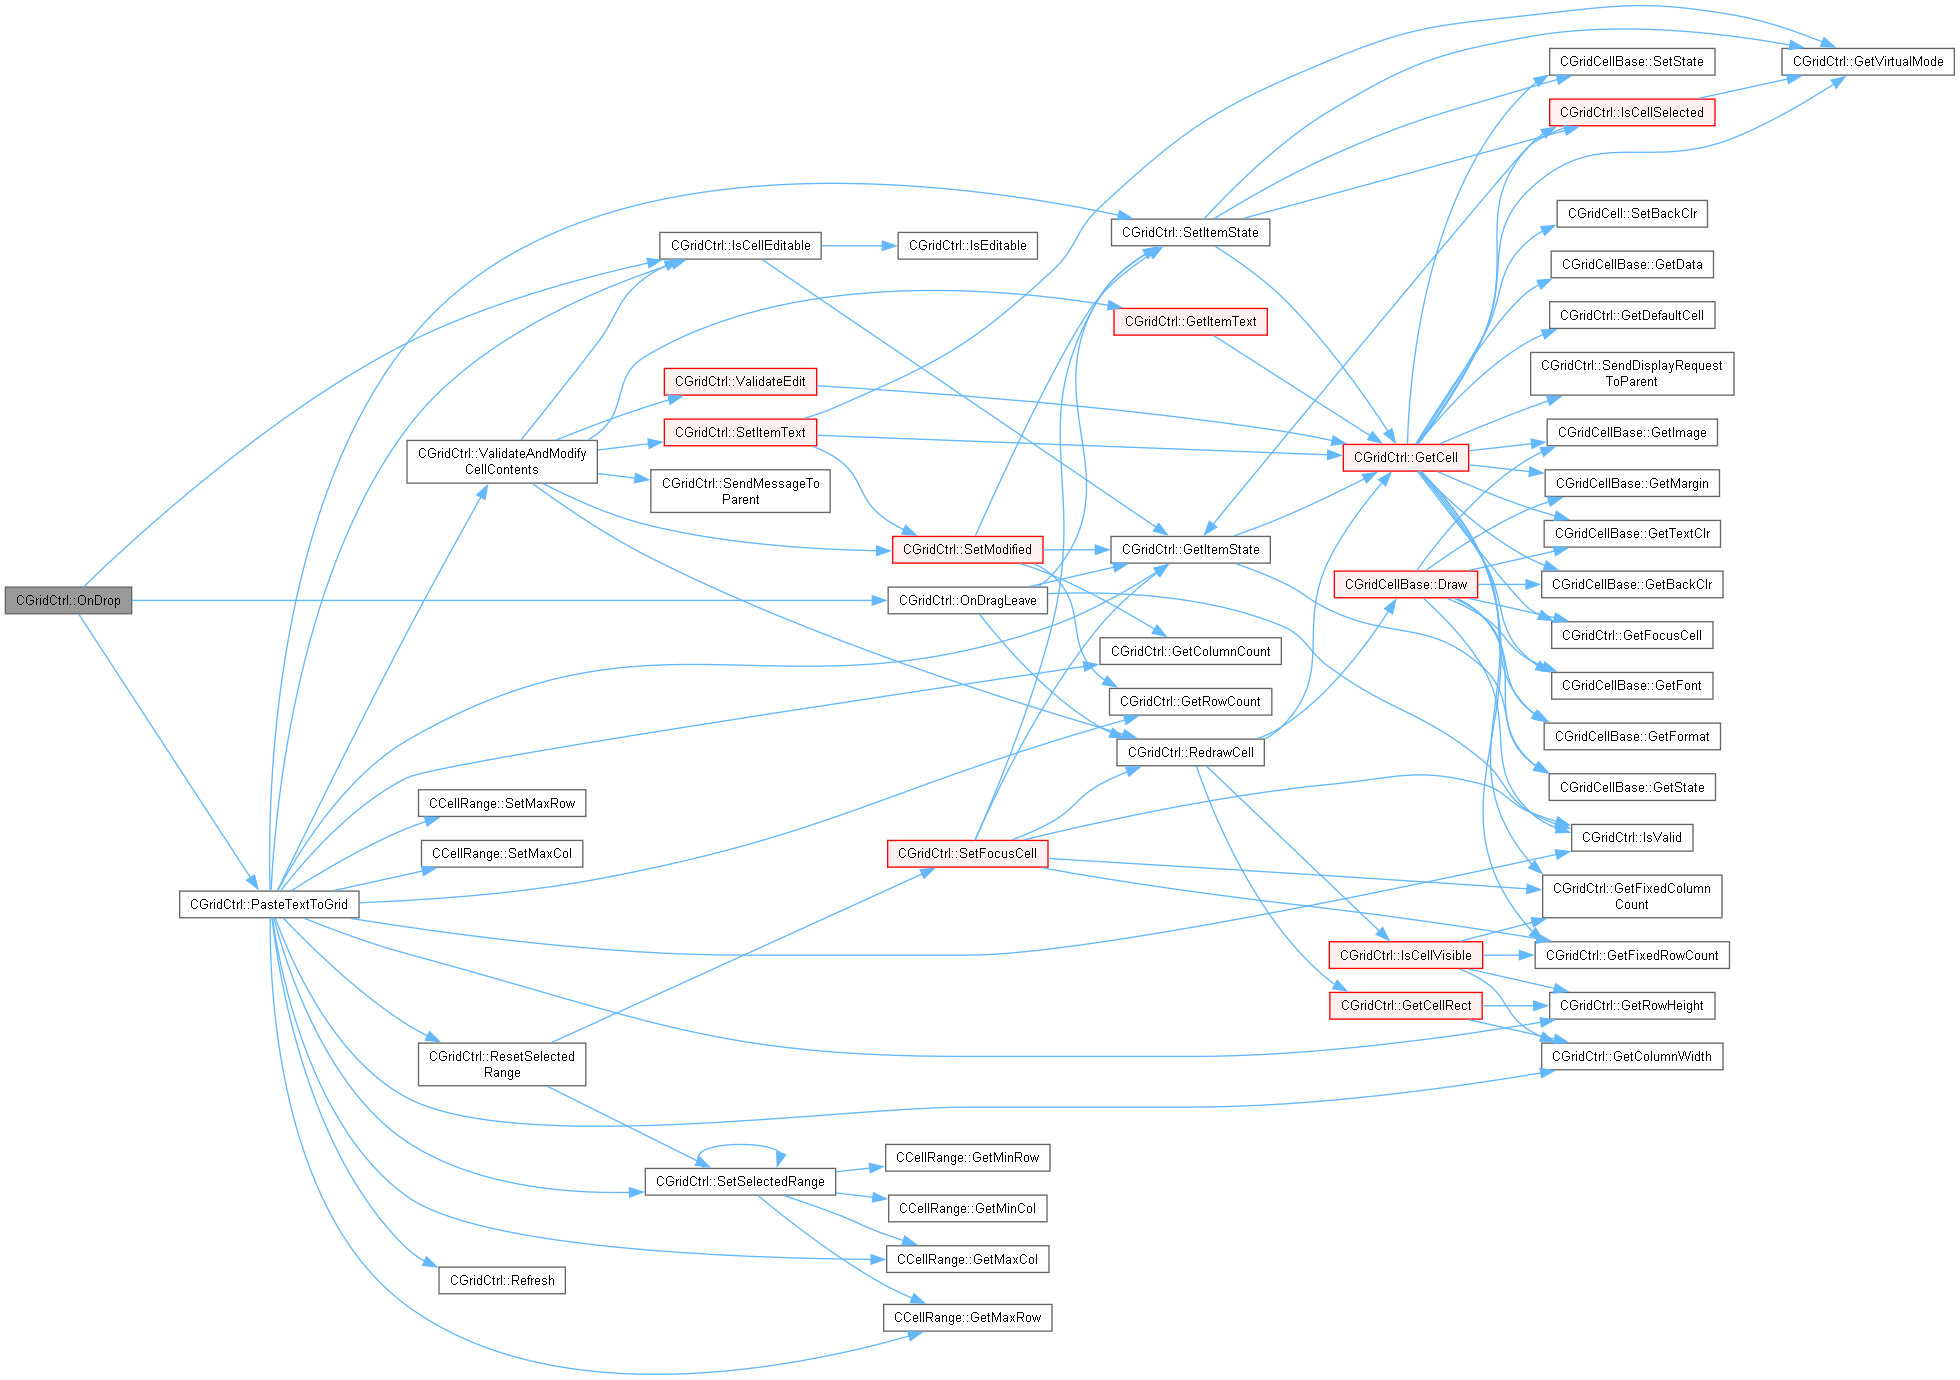 CGridCtrl::OnDrop
CGridCtrl::PasteTextToGrid
CGridCtrl::ValidateAndModify
CellContents
CCellRange::SetMaxRow
CCellRange::SetMaxCol
CGridCtrl::ResetSelected
Range
CGridCtrl::Refresh
CGridCtrl::IsCellEditable
CGridCtrl::ValidateEdit
CGridCtrl::SetItemText
CGridCtrl::SendMessageTo
Parent
CGridCtrl::SetSelectedRange
CGridCtrl::IsEditable
CGridCtrl::SetModified
CGridCtrl::OnDragLeave
CGridCtrl::SetFocusCell
CCellRange::GetMinRow
CCellRange::GetMinCol
CCellRange::GetMaxCol
CCellRange::GetMaxRow
CGridCtrl::SetItemState
CGridCtrl::GetItemText
CGridCtrl::GetItemState
CGridCtrl::GetColumnCount
CGridCtrl::GetRowCount
CGridCtrl::RedrawCell
CGridCtrl::GetCell
CGridCellBase::Draw
CGridCtrl::IsCellVisible
CGridCtrl::GetCellRect
CGridCellBase::SetState
CGridCtrl::IsCellSelected
CGridCell::SetBackClr
CGridCellBase::GetData
CGridCtrl::GetDefaultCell
CGridCtrl::SendDisplayRequest
ToParent
CGridCellBase::GetImage
CGridCellBase::GetMargin
CGridCellBase::GetTextClr
CGridCellBase::GetBackClr
CGridCtrl::GetFocusCell
CGridCellBase::GetFont
CGridCellBase::GetFormat
CGridCellBase::GetState
CGridCtrl::IsValid
CGridCtrl::GetFixedColumn
Count
CGridCtrl::GetFixedRowCount
CGridCtrl::GetRowHeight
CGridCtrl::GetColumnWidth
CGridCtrl::GetVirtualMode